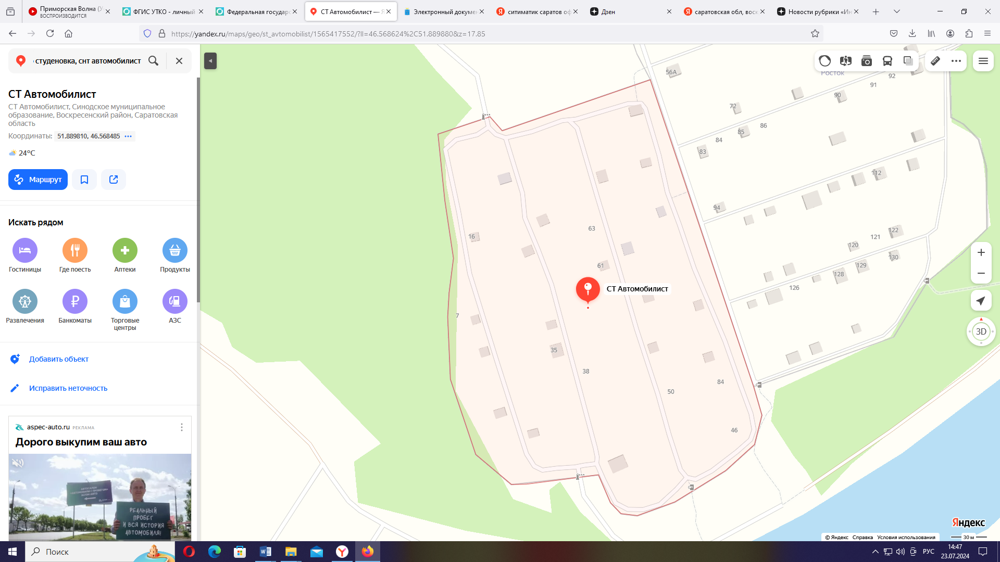 Приморская Волна (У
ВОСПРОИЗВОДИТСЯ
ФГИС УТКО - личный
Федеральная государс
СТ Автомобилист — Я
Электронный докумен
ситиматик саратов оф
Дзен
саратовская обл, воск
Новости рубрики «Ин
https://yandex.ru/maps/geo/st_avtomobilist/1565417552/?ll=46.568624%2C51.889880&z=17.85
студеновка, снт автомобилист
СТ Автомобилист
СТ Автомобилист, Синодское муниципальное
образование, Воскресенский район, Саратовская
область
Координаты: 51.889810, 46.568485
24°C
Маршрут
Искать рядом
Гостиницы
Где поесть
Аптеки
Продукты
Развлечения
Банкоматы
Торговые
центры
АЗС
Добавить объект
Исправить неточность
aspec-auto.ru РЕКЛАМА
Дорого выкупим ваш авто
РЕАЛЬНЫЙ
ПРОБЕГ
И ВСЯ ИСТОРИЯ
АВТОМОБИЛЯ!
56А
Росток
92
91
90
72
86
85
84
83
112
94
63
16
122
121
120
61
130
129
128
126
СТ Автомобилист
7
35
38
84
50
46
3D
Яндекс
© Яндекс Справка Условия использования
30 м
Поиск
РУС
14:47
23.07.2024